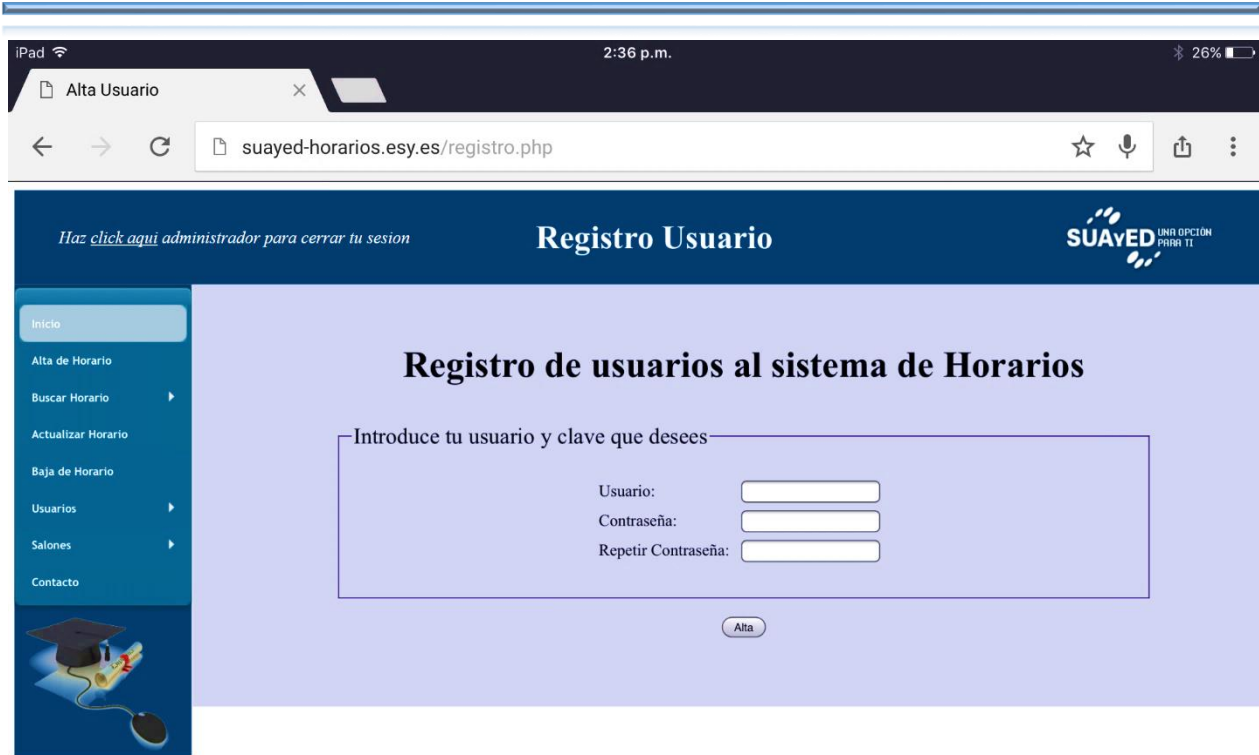 iPad 2:36 p.m. 26%
Alta Usuario
suayed-horarios.esy.es/registro.php
Haz click aqui administrador para cerrar tu sesion
Registro Usuario
SUAYED UNA OPCIÓN
PARA TI
Inicio
Alta de Horario
Buscar Horario
Actualizar Horario
Baja de Horario
Usuarios
Salones
Contacto
Registro de usuarios al sistema de Horarios
Introduce tu usuario y clave que desees
Usuario:
Contraseña:
Repetir Contraseña:
Alta